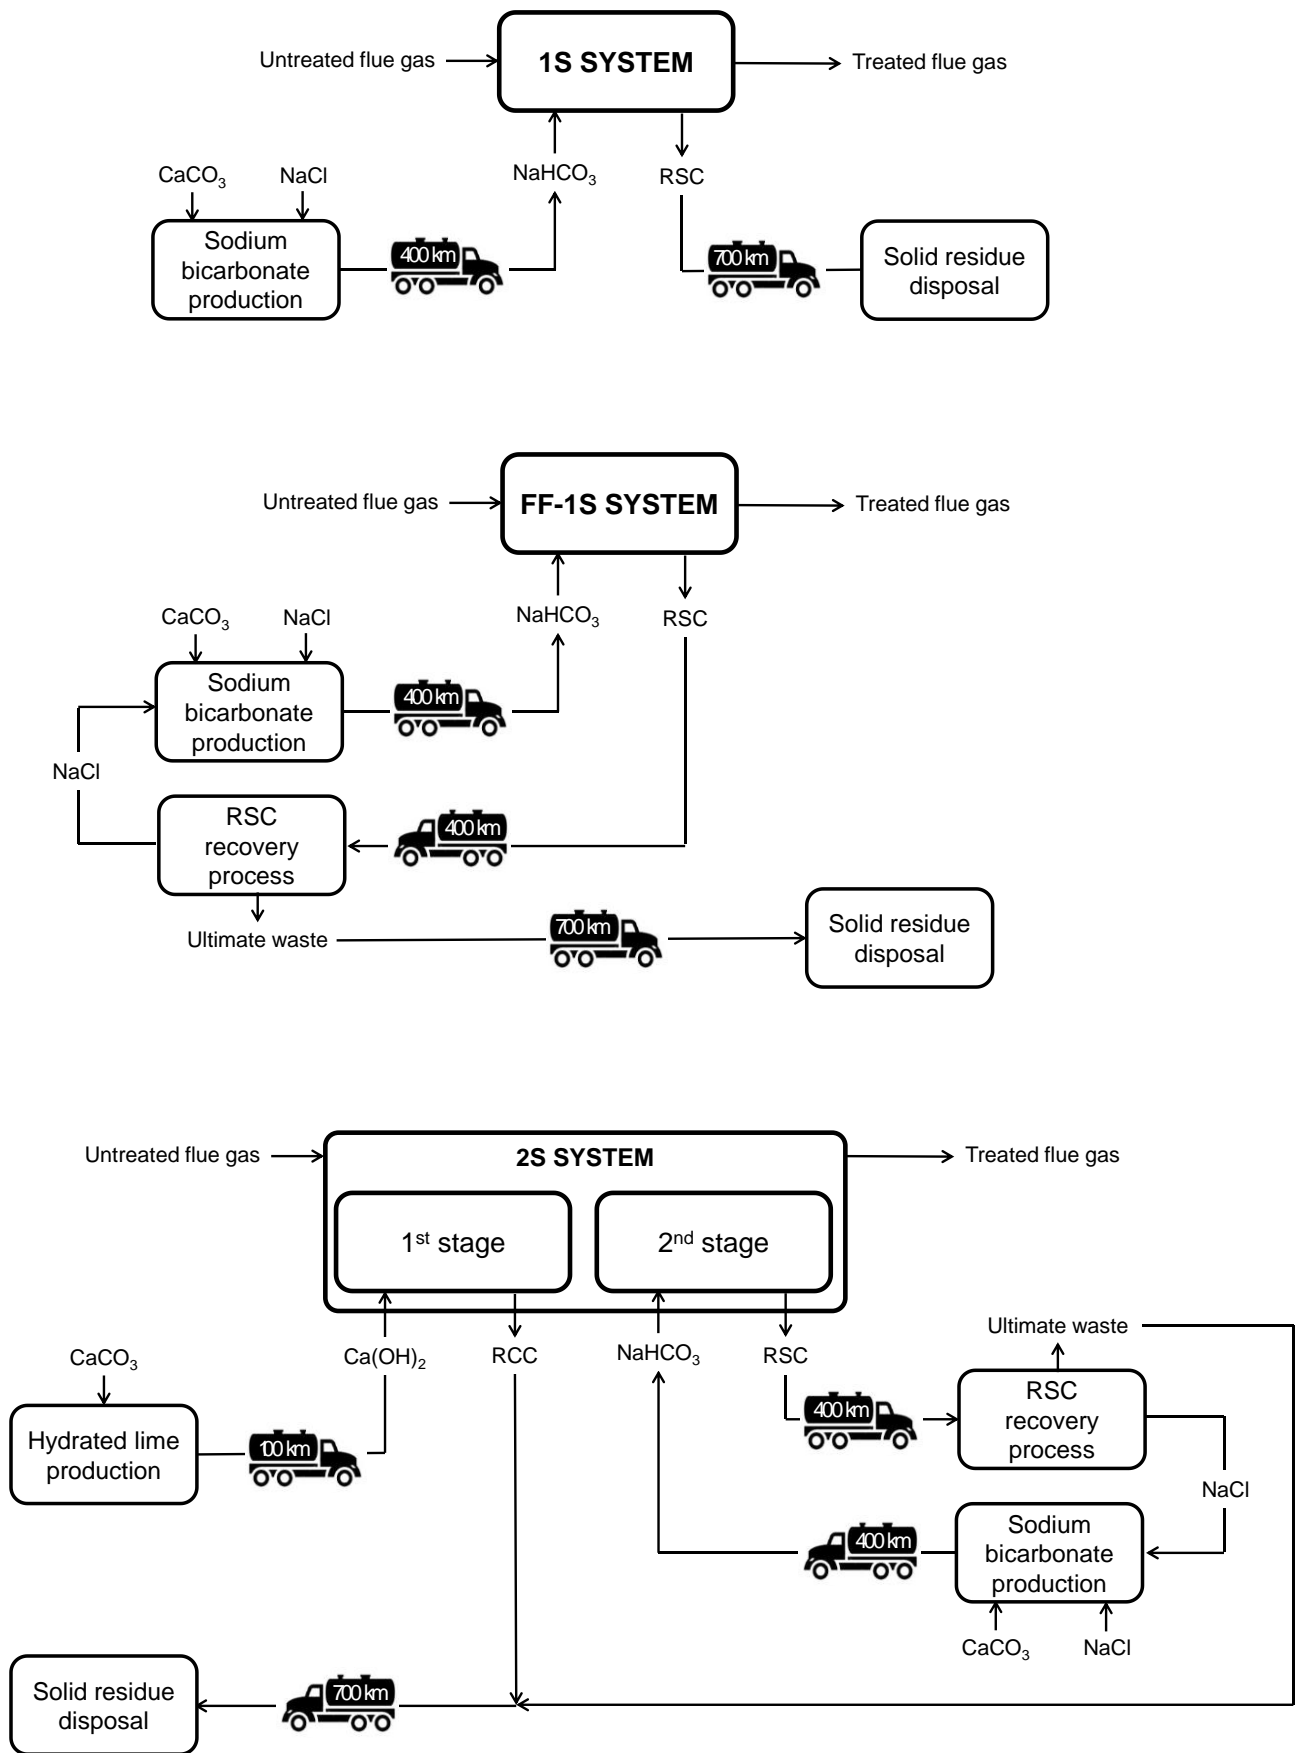 1S SYSTEM
Untreated flue gas
Treated flue gas
CaCO₃
NaCl
NaHCO₃
RSC
Sodium
bicarbonate
production
400 km
700 km
Solid residue
disposal
FF-1S SYSTEM
Untreated flue gas
Treated flue gas
CaCO₃
NaCl
NaHCO₃
RSC
Sodium
bicarbonate
production
400 km
NaCl
RSC
recovery
process
400 km
Ultimate waste
700 km
Solid residue
disposal
2S SYSTEM
Untreated flue gas
Treated flue gas
1st stage
2nd stage
CaCO₃
Ca(OH)₂
RCC
NaHCO₃
RSC
Ultimate waste
Hydrated lime
production
100 km
400 km
RSC
recovery
process
NaCl
400 km
Sodium
bicarbonate
production
CaCO₃
NaCl
Solid residue
disposal
700 km